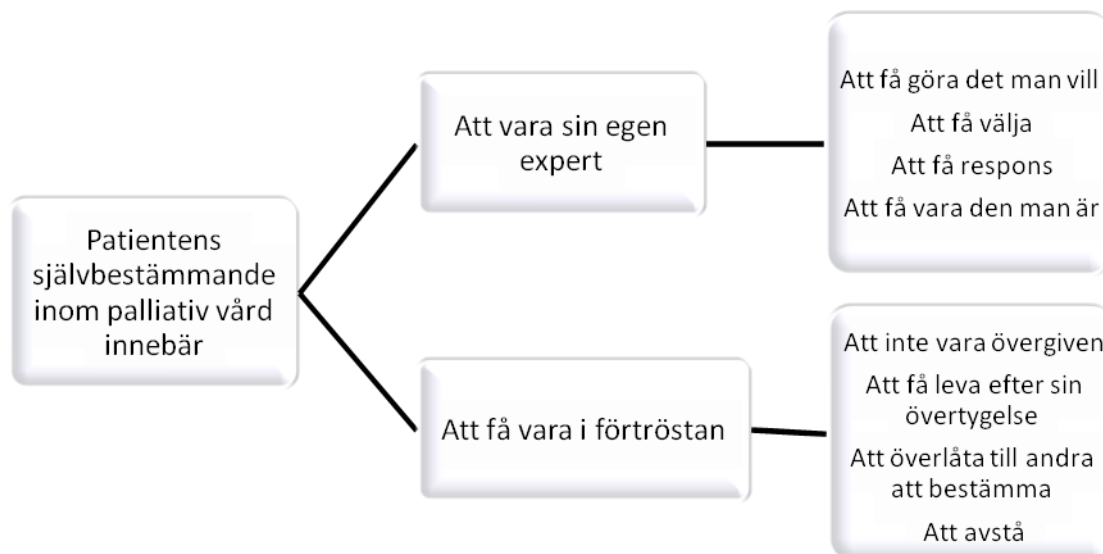 Patientens
självbestämmande
inom palliativ vård
innebär
Att vara sin egen
expert
Att få göra det man vill
Att få välja
Att få respons
Att få vara den man är
Att få vara i förtröstan
Att inte vara övergiven
Att få leva efter sin
övertygelse
Att överlåta till andra
att bestämma
Att avstå